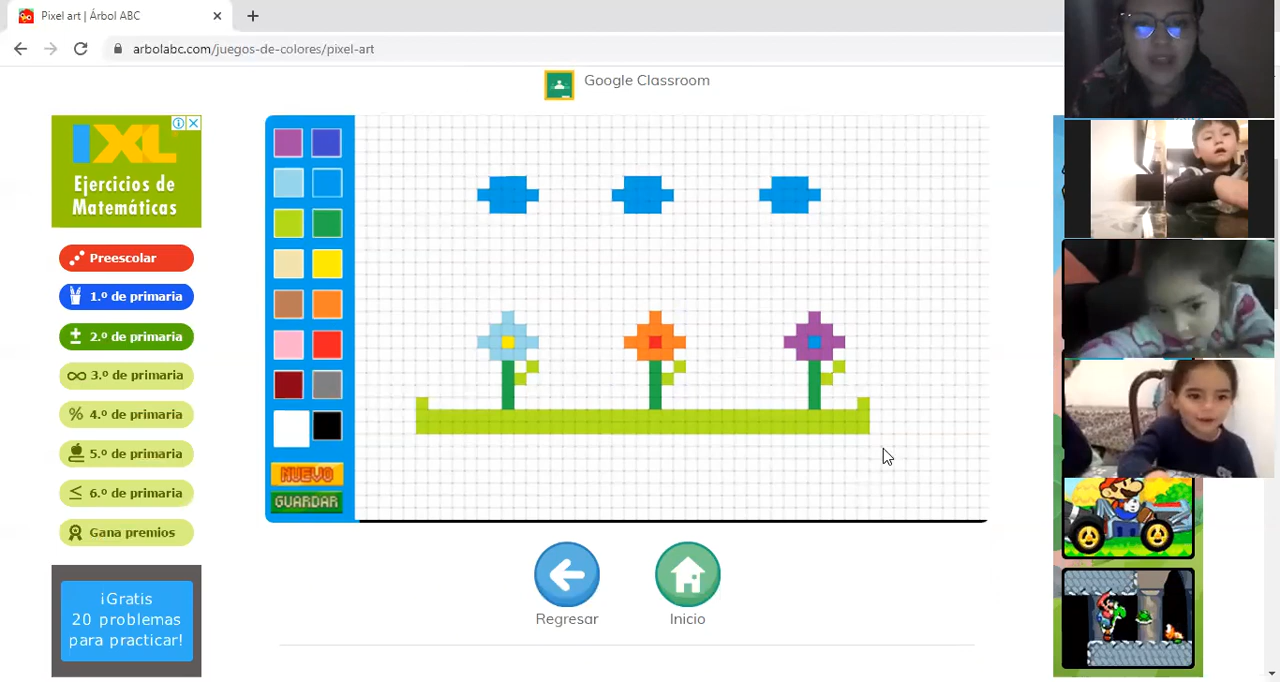 Pixel art | Árbol ABC
arbolabc.com/juegos-de-colores/pixel-art
Google Classroom
IXL
Ejercicios de
Matemáticas
Preescolar
1.º de primaria
2.º de primaria
3.º de primaria
4.º de primaria
5.º de primaria
6.º de primaria
Gana premios
¡Gratis
20 problemas
para practicar!
NUEVO
GUARDAR
Regresar
Inicio